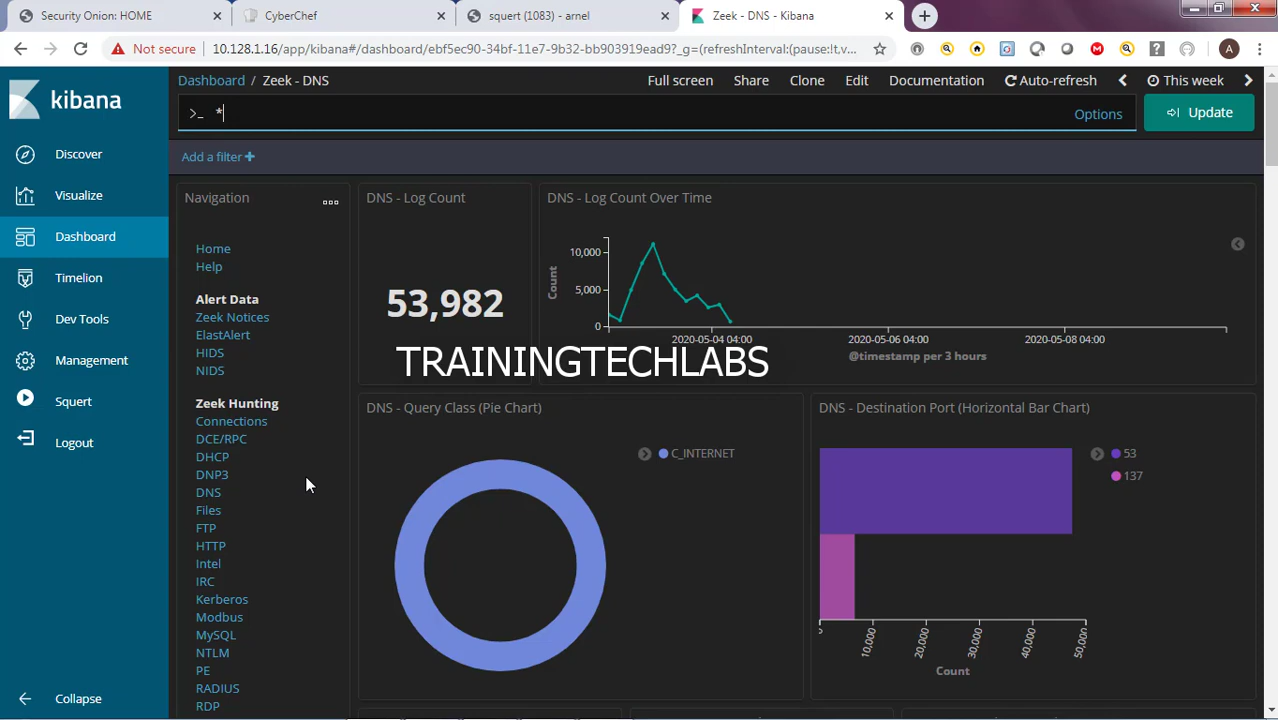 Security Onion: HOME
CyberChef
squert (1083) - arnel
Zeek - DNS - Kibana
Not secure
10.128.1.16/app/kibana#/dashboard/ebf5ec90-34bf-11e7-9b32-bb903919ead9?_g=(refreshInterval:(pause:!t,v...
A
kibana
Dashboard / Zeek - DNS
Full screen
Share
Clone
Edit
Documentation
Auto-refresh
This week
>_ *
Options
Update
Add a filter +
Discover
Visualize
Dashboard
Timelion
Dev Tools
Management
Squert
Logout
Collapse
Navigation
Home
Help
Alert Data
Zeek Notices
ElastAlert
HIDS
NIDS
Zeek Hunting
Connections
DCE/RPC
DHCP
DNP3
DNS
Files
FTP
HTTP
Intel
IRC
Kerberos
Modbus
MySQL
NTLM
PE
RADIUS
RDP
DNS - Log Count
53,982
DNS - Log Count Over Time
10,000
5,000
0
Count
2020-05-04 04:00
2020-05-06 04:00
2020-05-08 04:00
@timestamp per 3 hours
TRAININGTECHLABS
DNS - Query Class (Pie Chart)
C_INTERNET
DNS - Destination Port (Horizontal Bar Chart)
53
137
0
10,000
20,000
30,000
40,000
50,000
Count